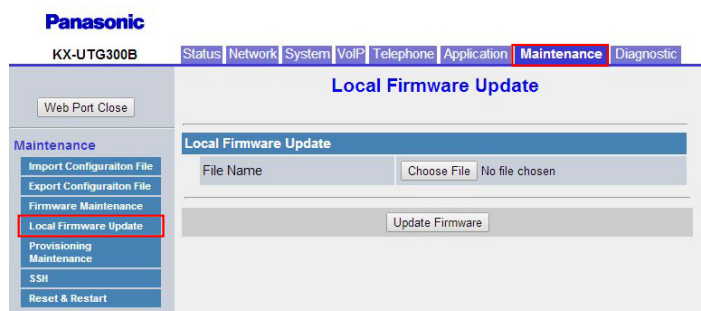 Panasonic
KX-UTG300B
Status Network System VoIP Telephone Application Maintenance Diagnostic
Web Port Close
Maintenance
Import Configuraiton File
Export Configuraiton File
Firmware Maintenance
Local Firmware Update
Provisioning
Maintenance
SSH
Reset & Restart
Local Firmware Update
Local Firmware Update
File Name Choose File No file chosen
Update Firmware